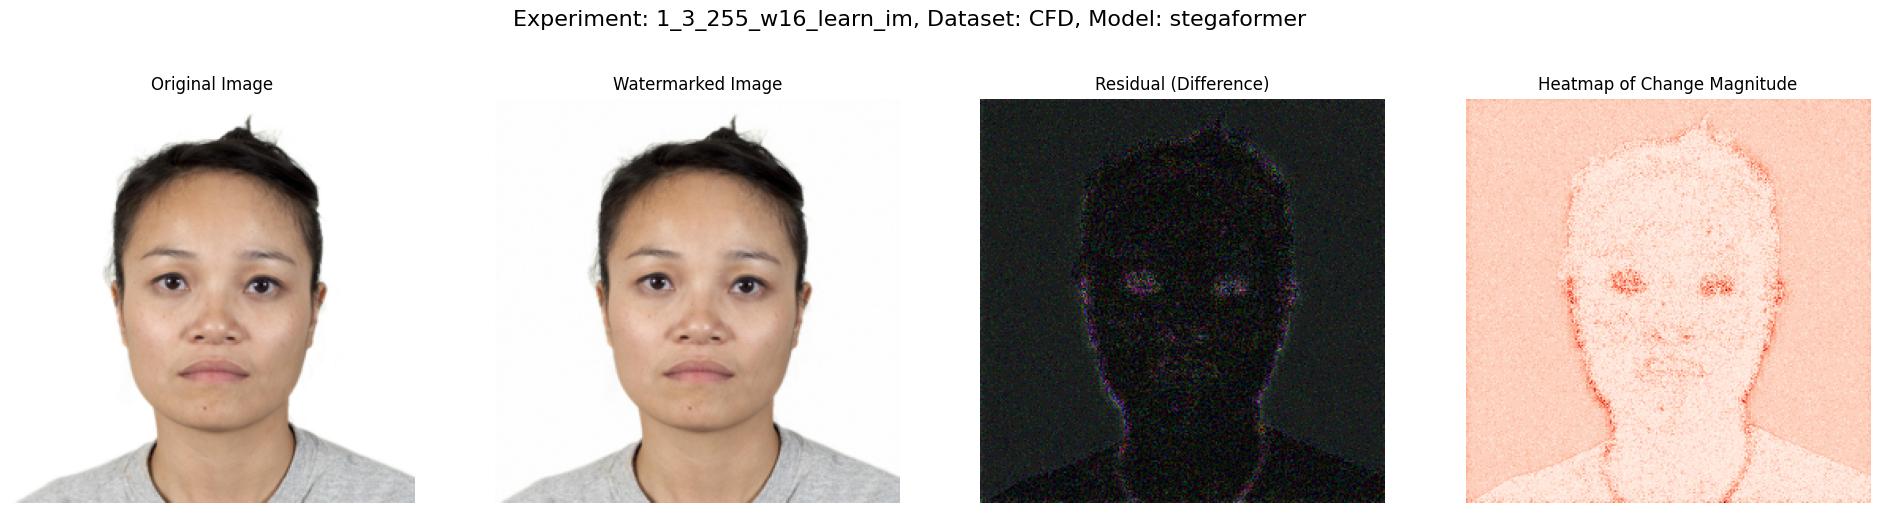 Experiment: 1_3_255_w16_learn_im, Dataset: CFD, Model: stegaformer
Original Image
Watermarked Image
Residual (Difference)
Heatmap of Change Magnitude